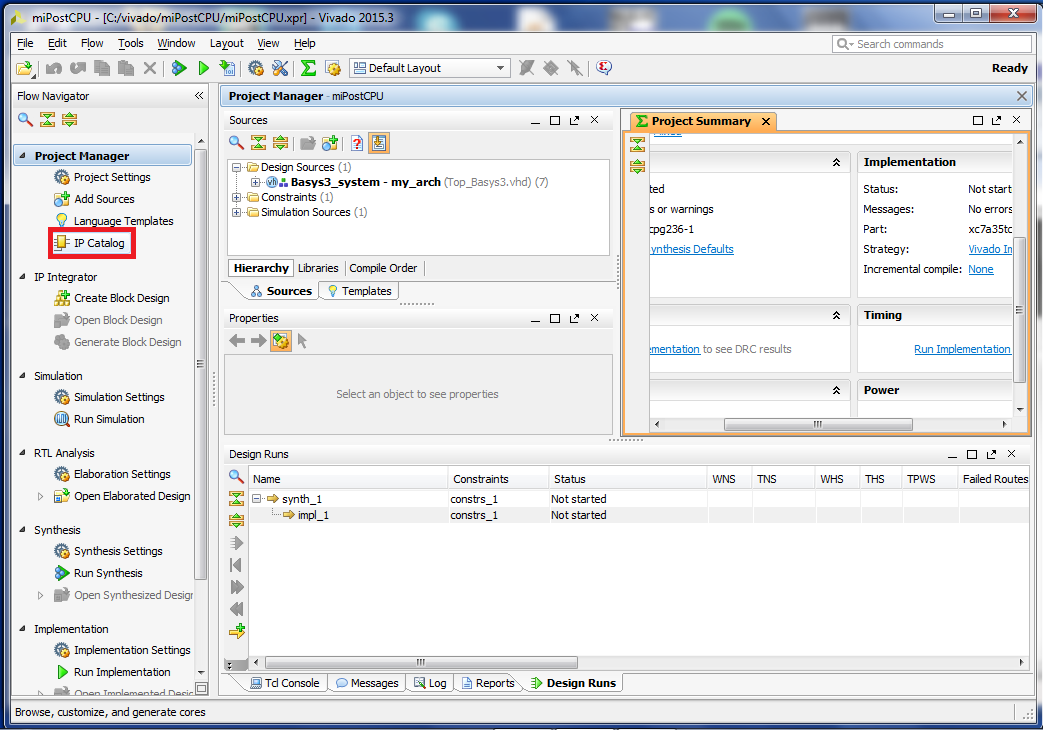 miPostCPU - [C:/vivado/miPostCPU/miPostCPU.xpr] - Vivado 2015.3
File Edit Flow Tools Window Layout View Help
Search commands
Default Layout
Ready
Flow Navigator
Project Manager
Project Settings
Add Sources
Language Templates
IP Catalog
IP Integrator
Create Block Design
Open Block Design
Generate Block Design
Simulation
Simulation Settings
Run Simulation
RTL Analysis
Elaboration Settings
Open Elaborated Design
Synthesis
Synthesis Settings
Run Synthesis
Open Synthesized Design
Implementation
Implementation Settings
Run Implementation
Open Implemented Desig
Project Manager - miPostCPU
Sources
Design Sources (1)
Basys3_system - my_arch (Top_Basys3.vhd) (7)
Constraints (1)
Simulation Sources (1)
Hierarchy Libraries Compile Order
Sources Templates
Properties
Select an object to see properties
Project Summary
ted
s or warnings
cpg236-1
ynthesis Defaults
Implementation
Status: Not start
Messages: No errors
Part: xc7a35tc
Strategy: Vivado Im
Incremental compile: None
ementation to see DRC results
Timing
Run Implementation
Power
Design Runs
Name Constraints Status WNS TNS WHS THS TPWS Failed Routes
synth_1 constrs_1 Not started
impl_1 constrs_1 Not started
Tcl Console Messages Log Reports Design Runs
Browse, customize, and generate cores